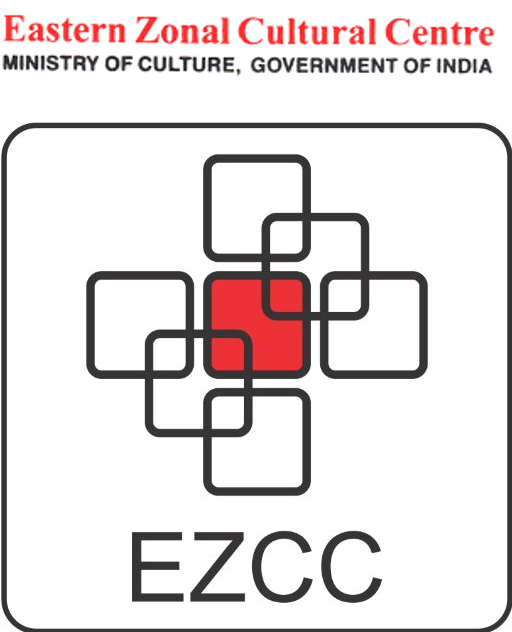 Eastern Zonal Cultural Centre
MINISTRY OF CULTURE, GOVERNMENT OF INDIA
EZCC